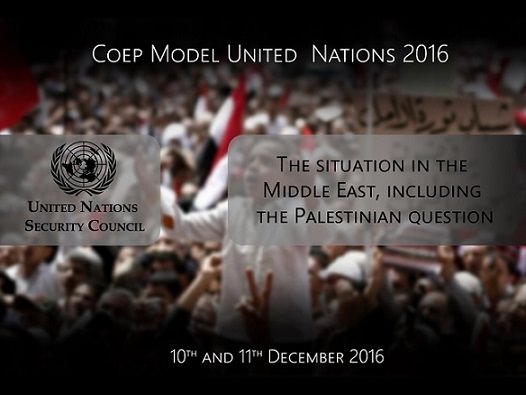 Coep Model United Nations 2016
United Nations
Security Council
The situation in the
Middle East, including
the Palestinian question
10th and 11th December 2016